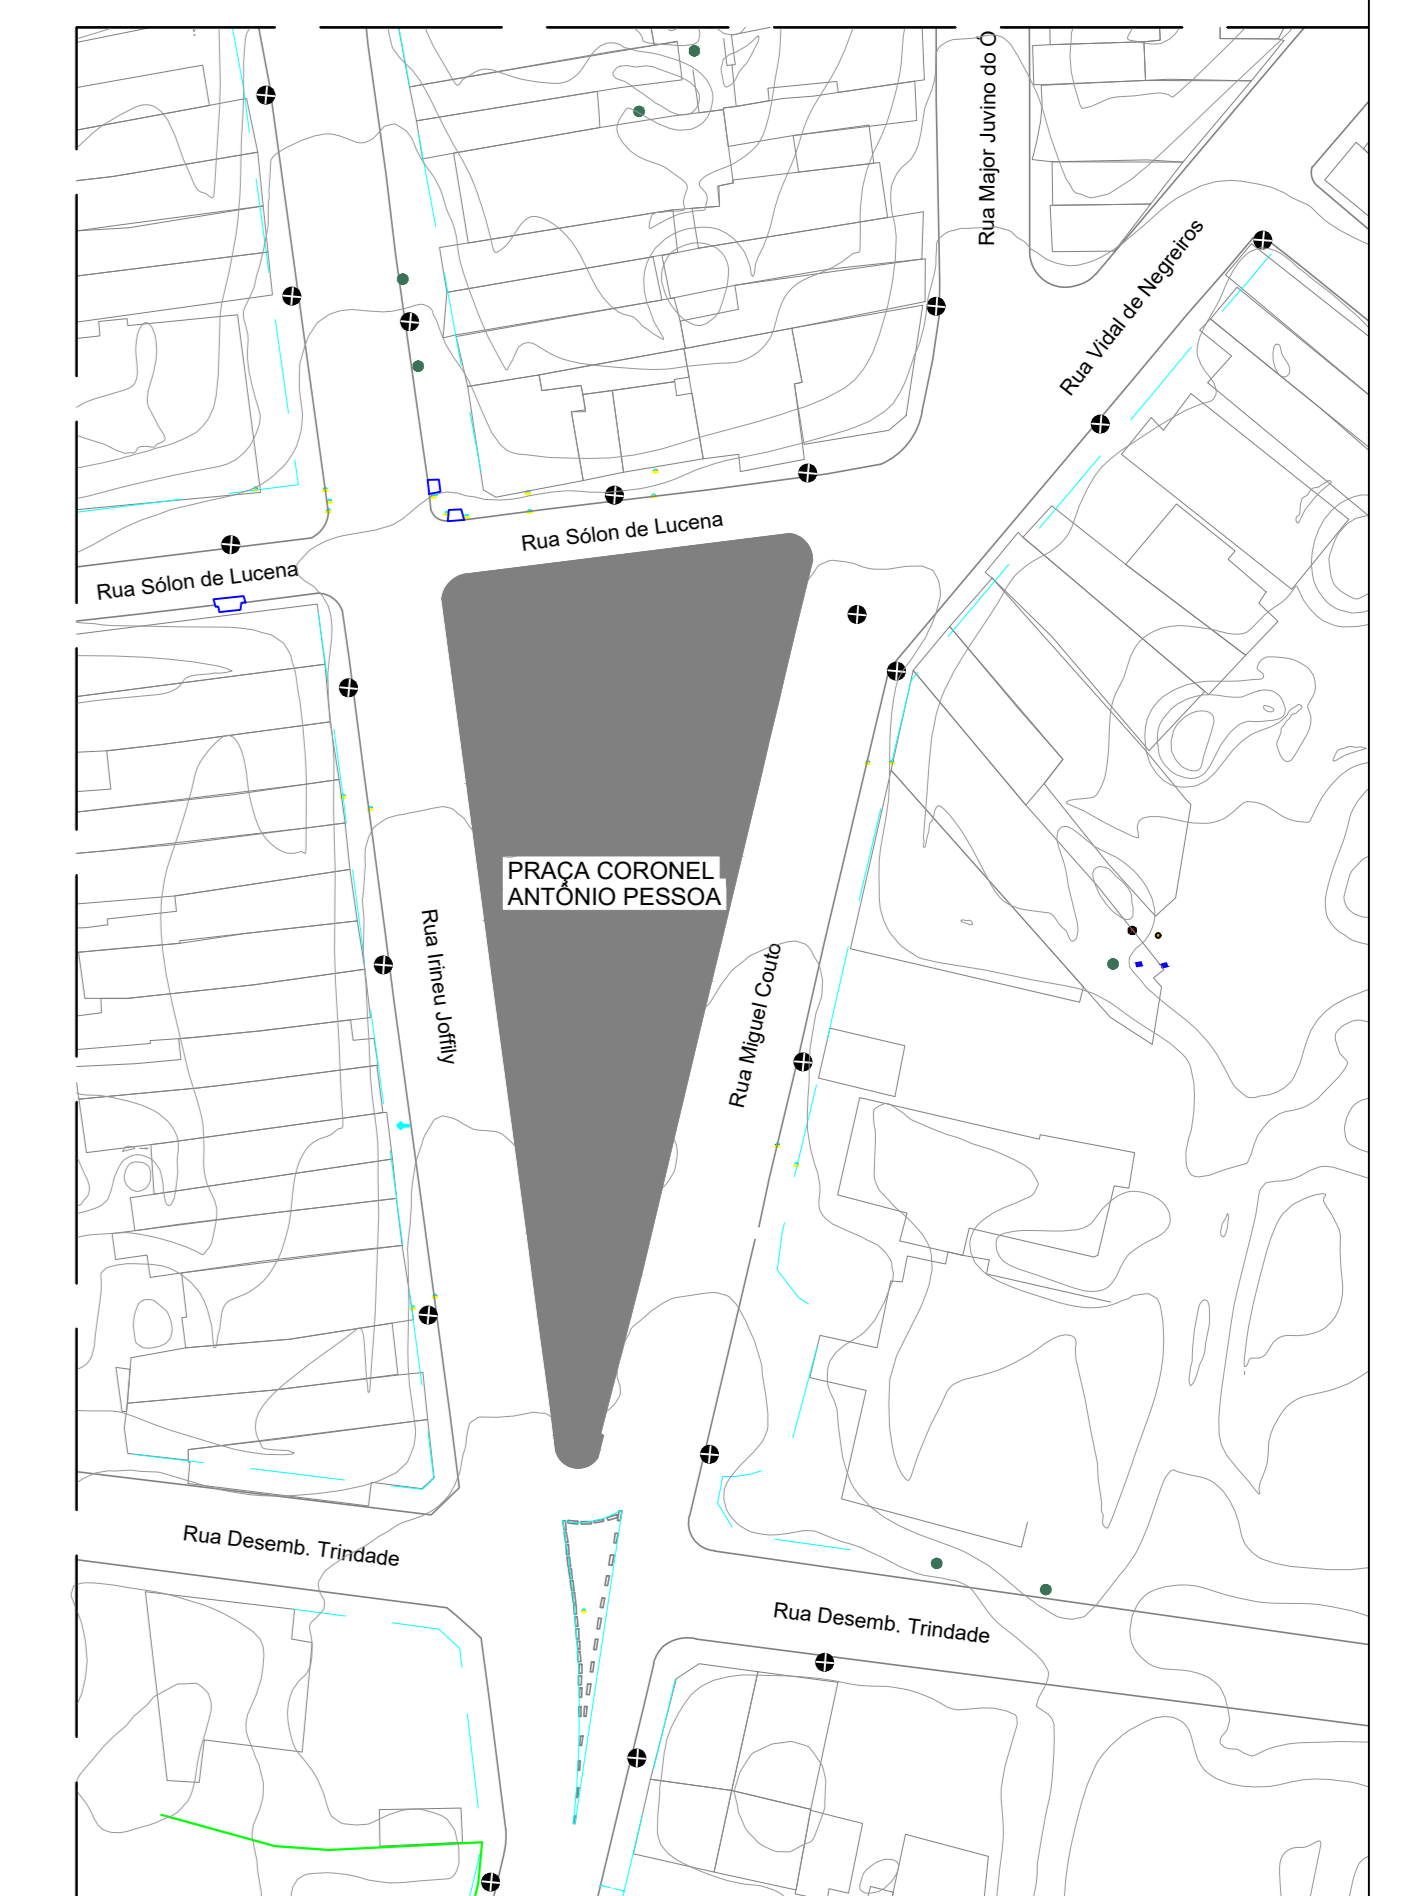 Rua Major Juvino do Ó
Rua Vidal de Negreiros
Rua Sólon de Lucena
Rua Sólon de Lucena
PRAÇA CORONEL
ANTÔNIO PESSOA
Rua Irineu Joffily
Rua Miguel Couto
Rua Desemb. Trindade
Rua Desemb. Trindade